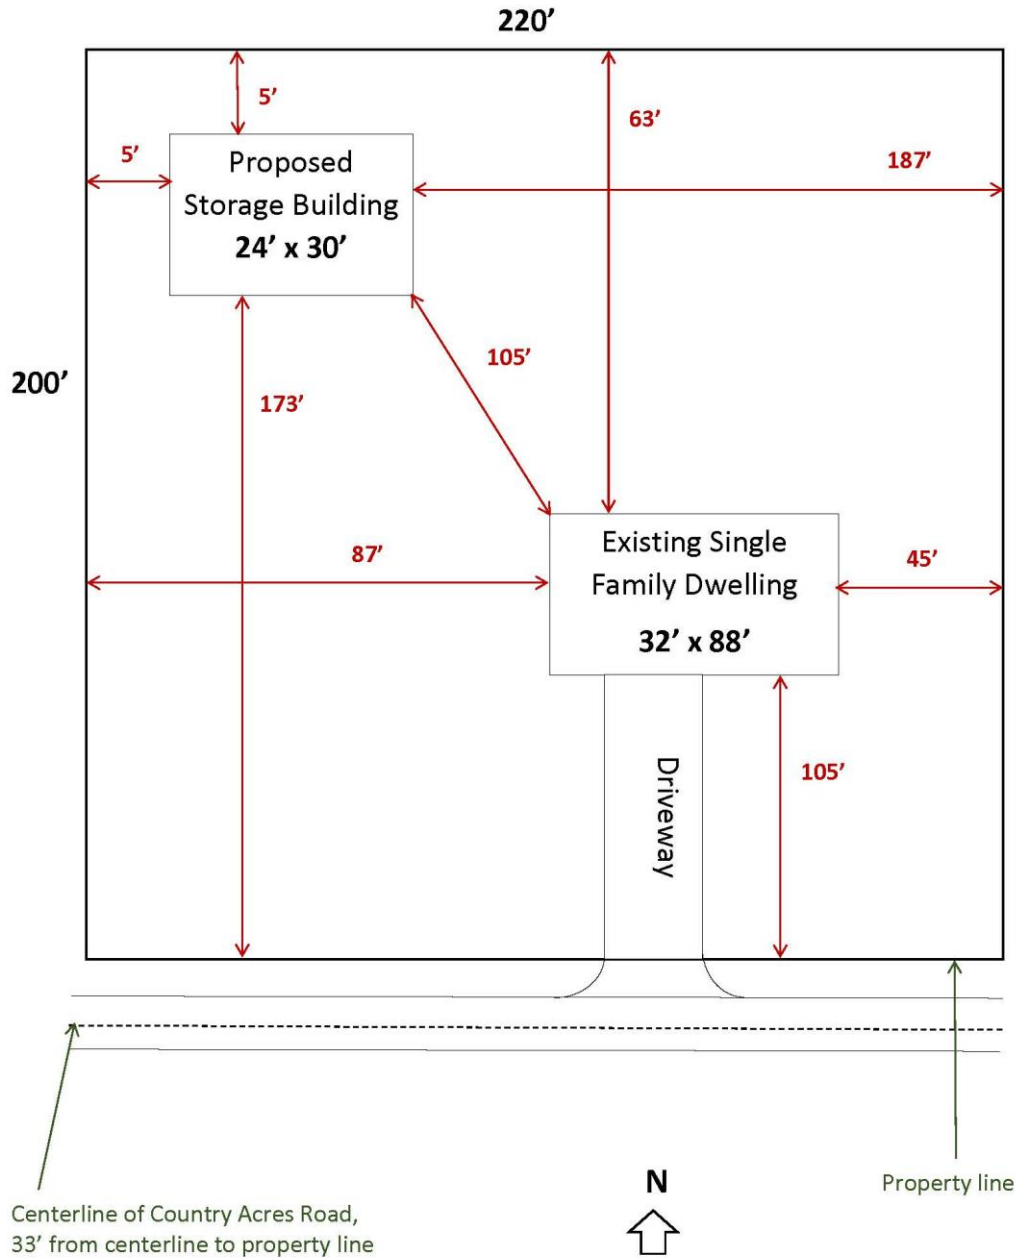 220’
5’
63’
5’
187’
Proposed
Storage Building
24’ x 30’
105’
200’
173’
87’
Existing Single
Family Dwelling
32’ x 88’
45’
105’
Driveway
N
Property line
Centerline of Country Acres Road,
33’ from centerline to property line